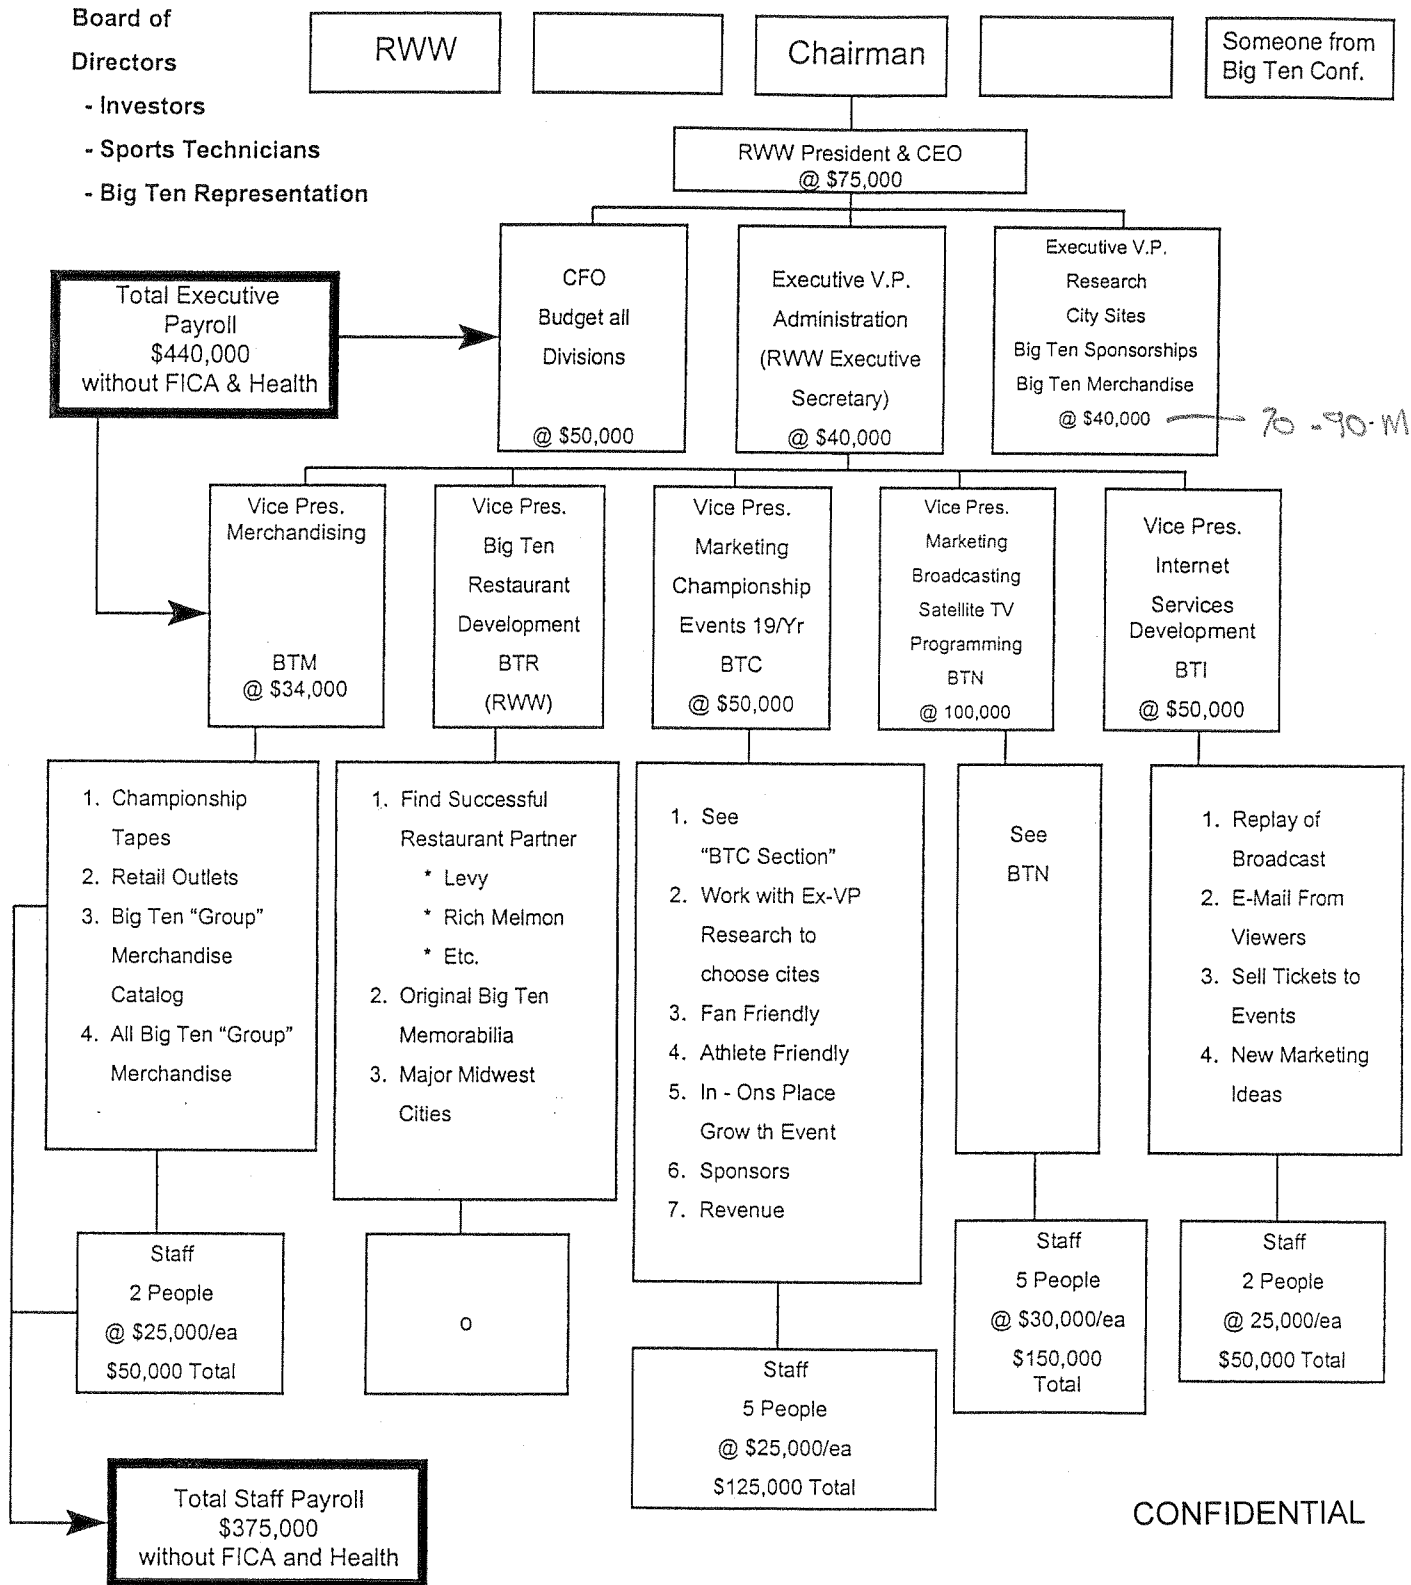 Board of
Directors
- Investors
- Sports Technicians
- Big Ten Representation
RWW
Chairman
Someone from
Big Ten Conf.
RWW President & CEO
@ $75,000
Total Executive
Payroll
$440,000
without FICA & Health
CFO
Budget all
Divisions
@ $50,000
Executive V.P.
Administration
(RWW Executive
Secretary)
@ $40,000
Executive V.P.
Research
City Sites
Big Ten Sponsorships
Big Ten Merchandise
@ $40,000
70 - 90 - M
Vice Pres.
Merchandising
BTM
@ $34,000
Vice Pres.
Big Ten
Restaurant
Development
BTR
(RWW)
Vice Pres.
Marketing
Championship
Events 19/Yr
BTC
@ $50,000
Vice Pres.
Marketing
Broadcasting
Satellite TV
Programming
BTN
@ 100,000
Vice Pres.
Internet
Services
Development
BTI
@ $50,000
1. Championship
Tapes
2. Retail Outlets
3. Big Ten “Group”
Merchandise
Catalog
4. All Big Ten “Group”
Merchandise
1. Find Successful
Restaurant Partner
* Levy
* Rich Melmon
* Etc.
2. Original Big Ten
Memorabilia
3. Major Midwest
Cities
1. See
“BTC Section”
2. Work with Ex-VP
Research to
choose cites
3. Fan Friendly
4. Athlete Friendly
5. In - Ons Place
Grow th Event
6. Sponsors
7. Revenue
See
BTN
1. Replay of
Broadcast
2. E-Mail From
Viewers
3. Sell Tickets to
Events
4. New Marketing
Ideas
Staff
2 People
@ $25,000/ea
$50,000 Total
o
Staff
5 People
@ $25,000/ea
$125,000 Total
Staff
5 People
@ $30,000/ea
$150,000
Total
Staff
2 People
@ 25,000/ea
$50,000 Total
Total Staff Payroll
$375,000
without FICA and Health
CONFIDENTIAL